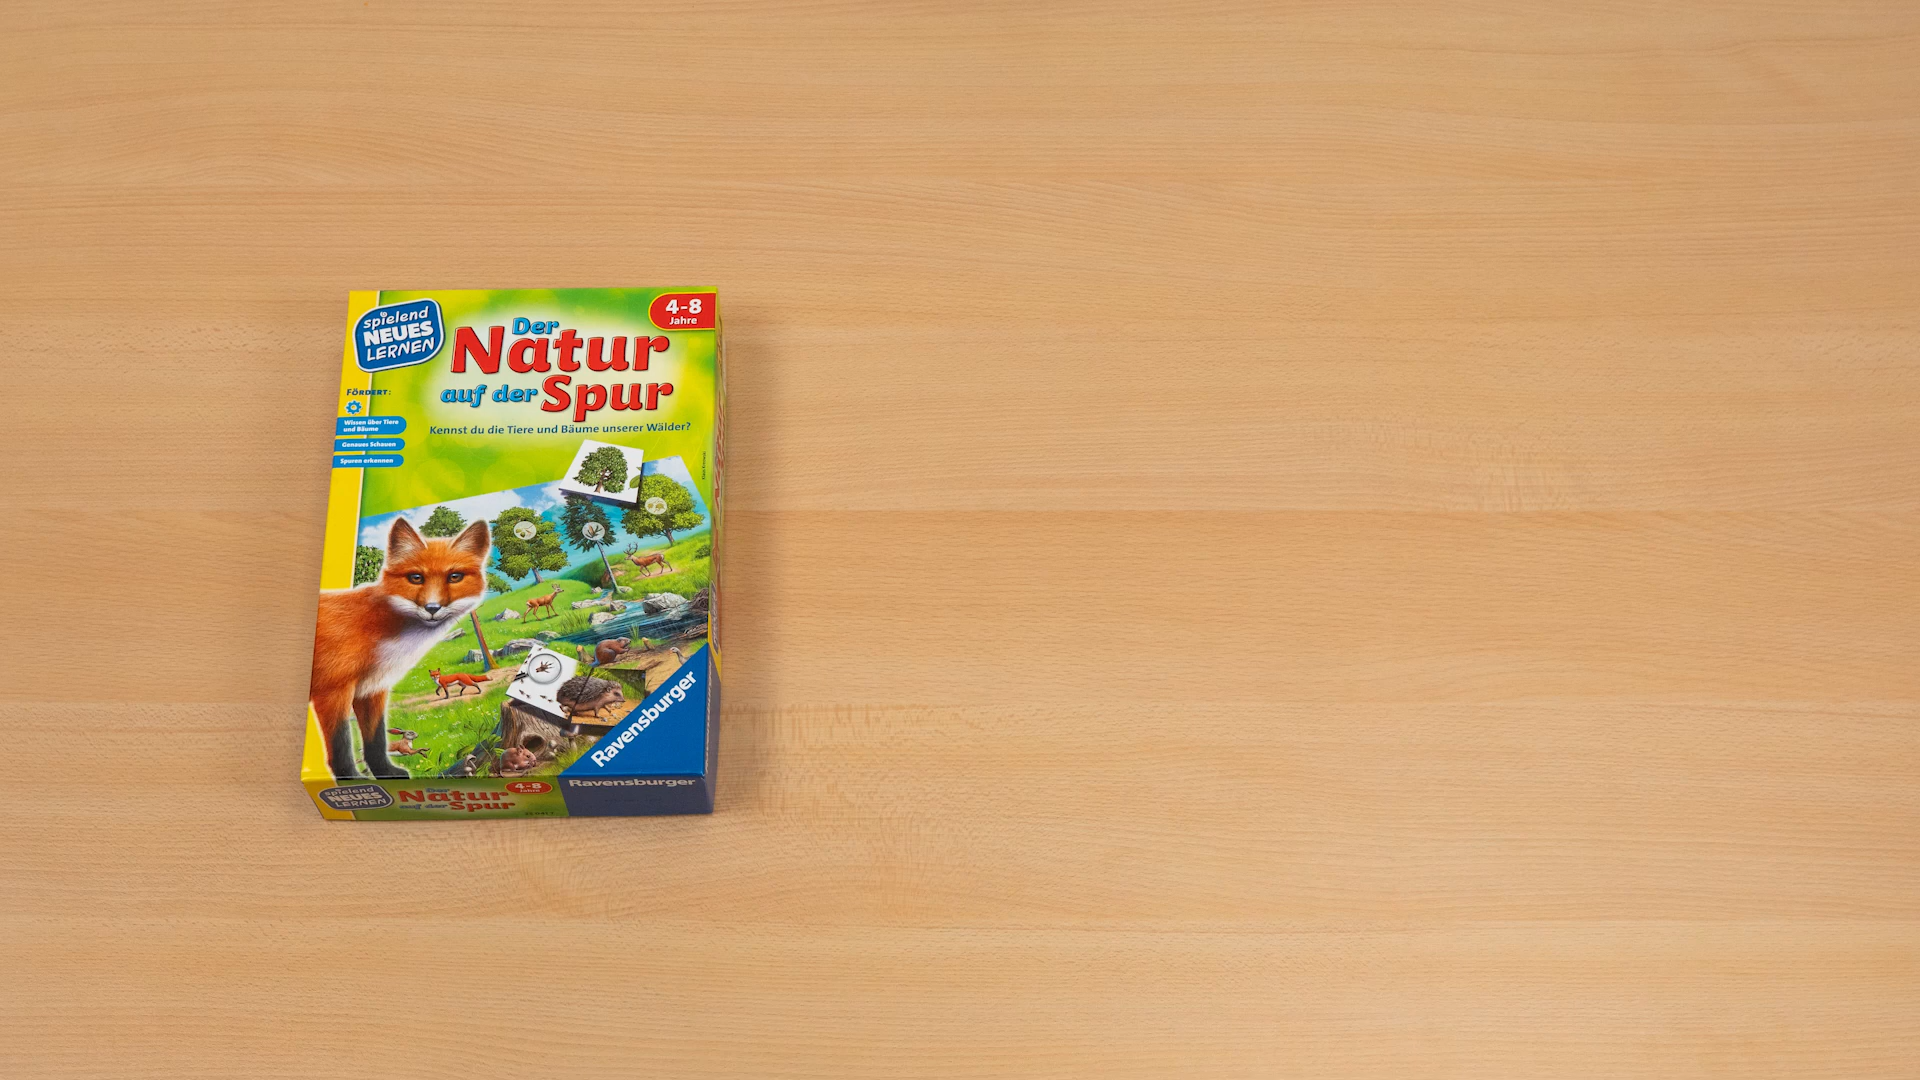 spielend
NEUES
LERNEN
4-8
Jahre
Der
Natur
auf der Spur
Kennst du die Tiere und Bäume unserer Wälder?
FÖRDERT:
Wissen über Tiere
und Bäume
Genaues Schauen
Spuren erkennen
Ravensburger
spielend
NEUES
LERNEN
Der
Natur
auf der Spur
4-8
Jahre
Ravensburger